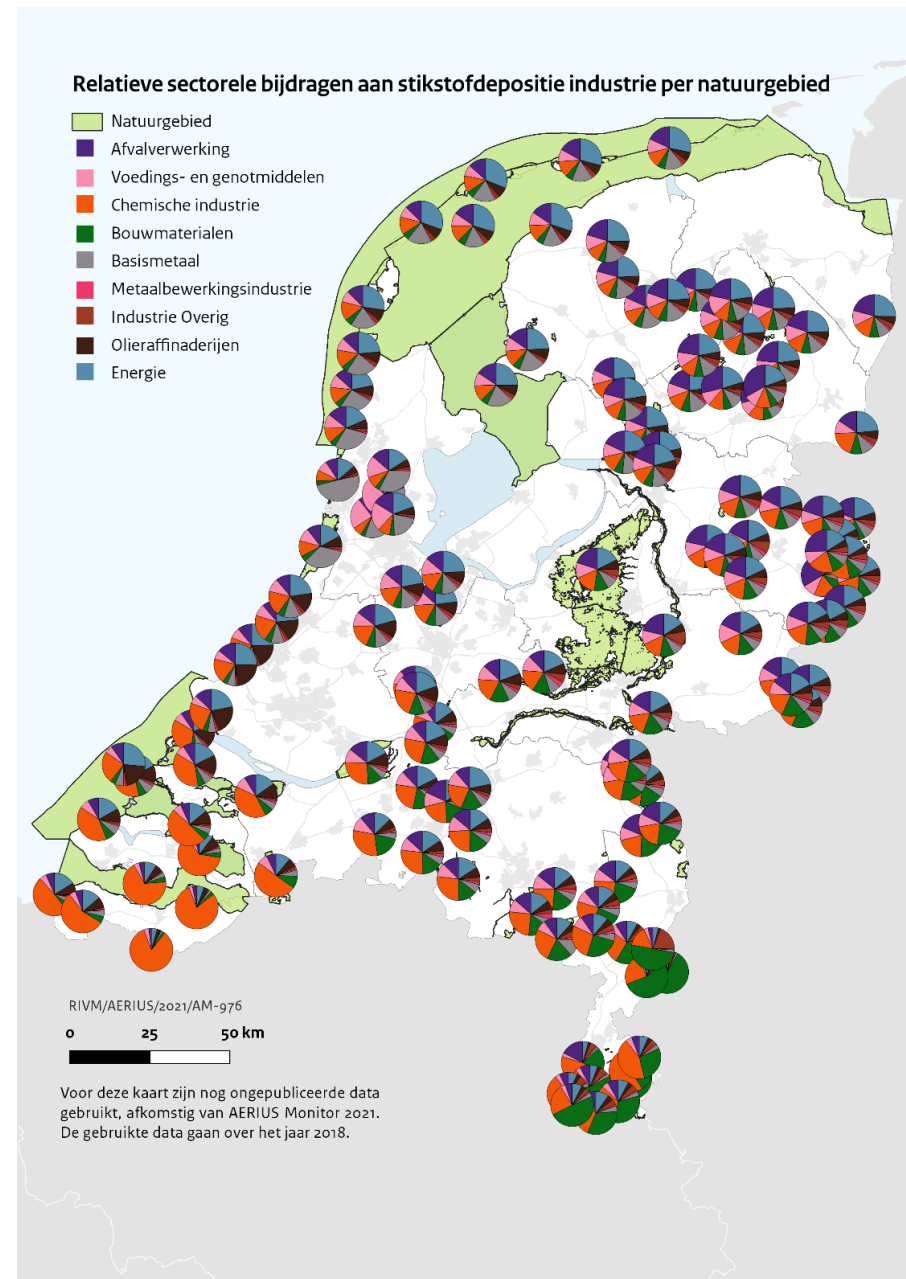 Relatieve sectorele bijdragen aan stikstofdepositie industrie per natuurgebied
Natuurgebied
Afvalverwerking
Voedings- en genotmiddelen
Chemische industrie
Bouwmaterialen
Basismetaal
Metaalbewerkingsindustrie
Industrie Overig
Olieraffinaderijen
Energie
RIVM/AERIUS/2021/AM-976
0 25 50 km
Voor deze kaart zijn nog ongepubliceerde data
gebruikt, afkomstig van AERIUS Monitor 2021.
De gebruikte data gaan over het jaar 2018.